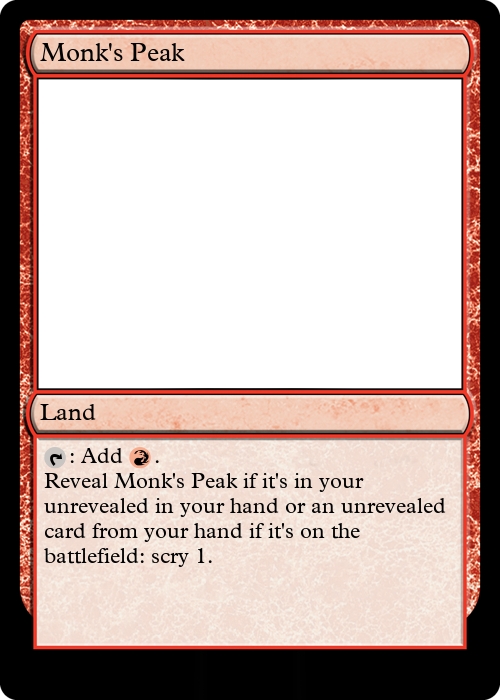 Monk's Peak
Land
: Add .
Reveal Monk's Peak if it's in your
unrevealed in your hand or an unrevealed
card from your hand if it's on the
battlefield: scry 1.